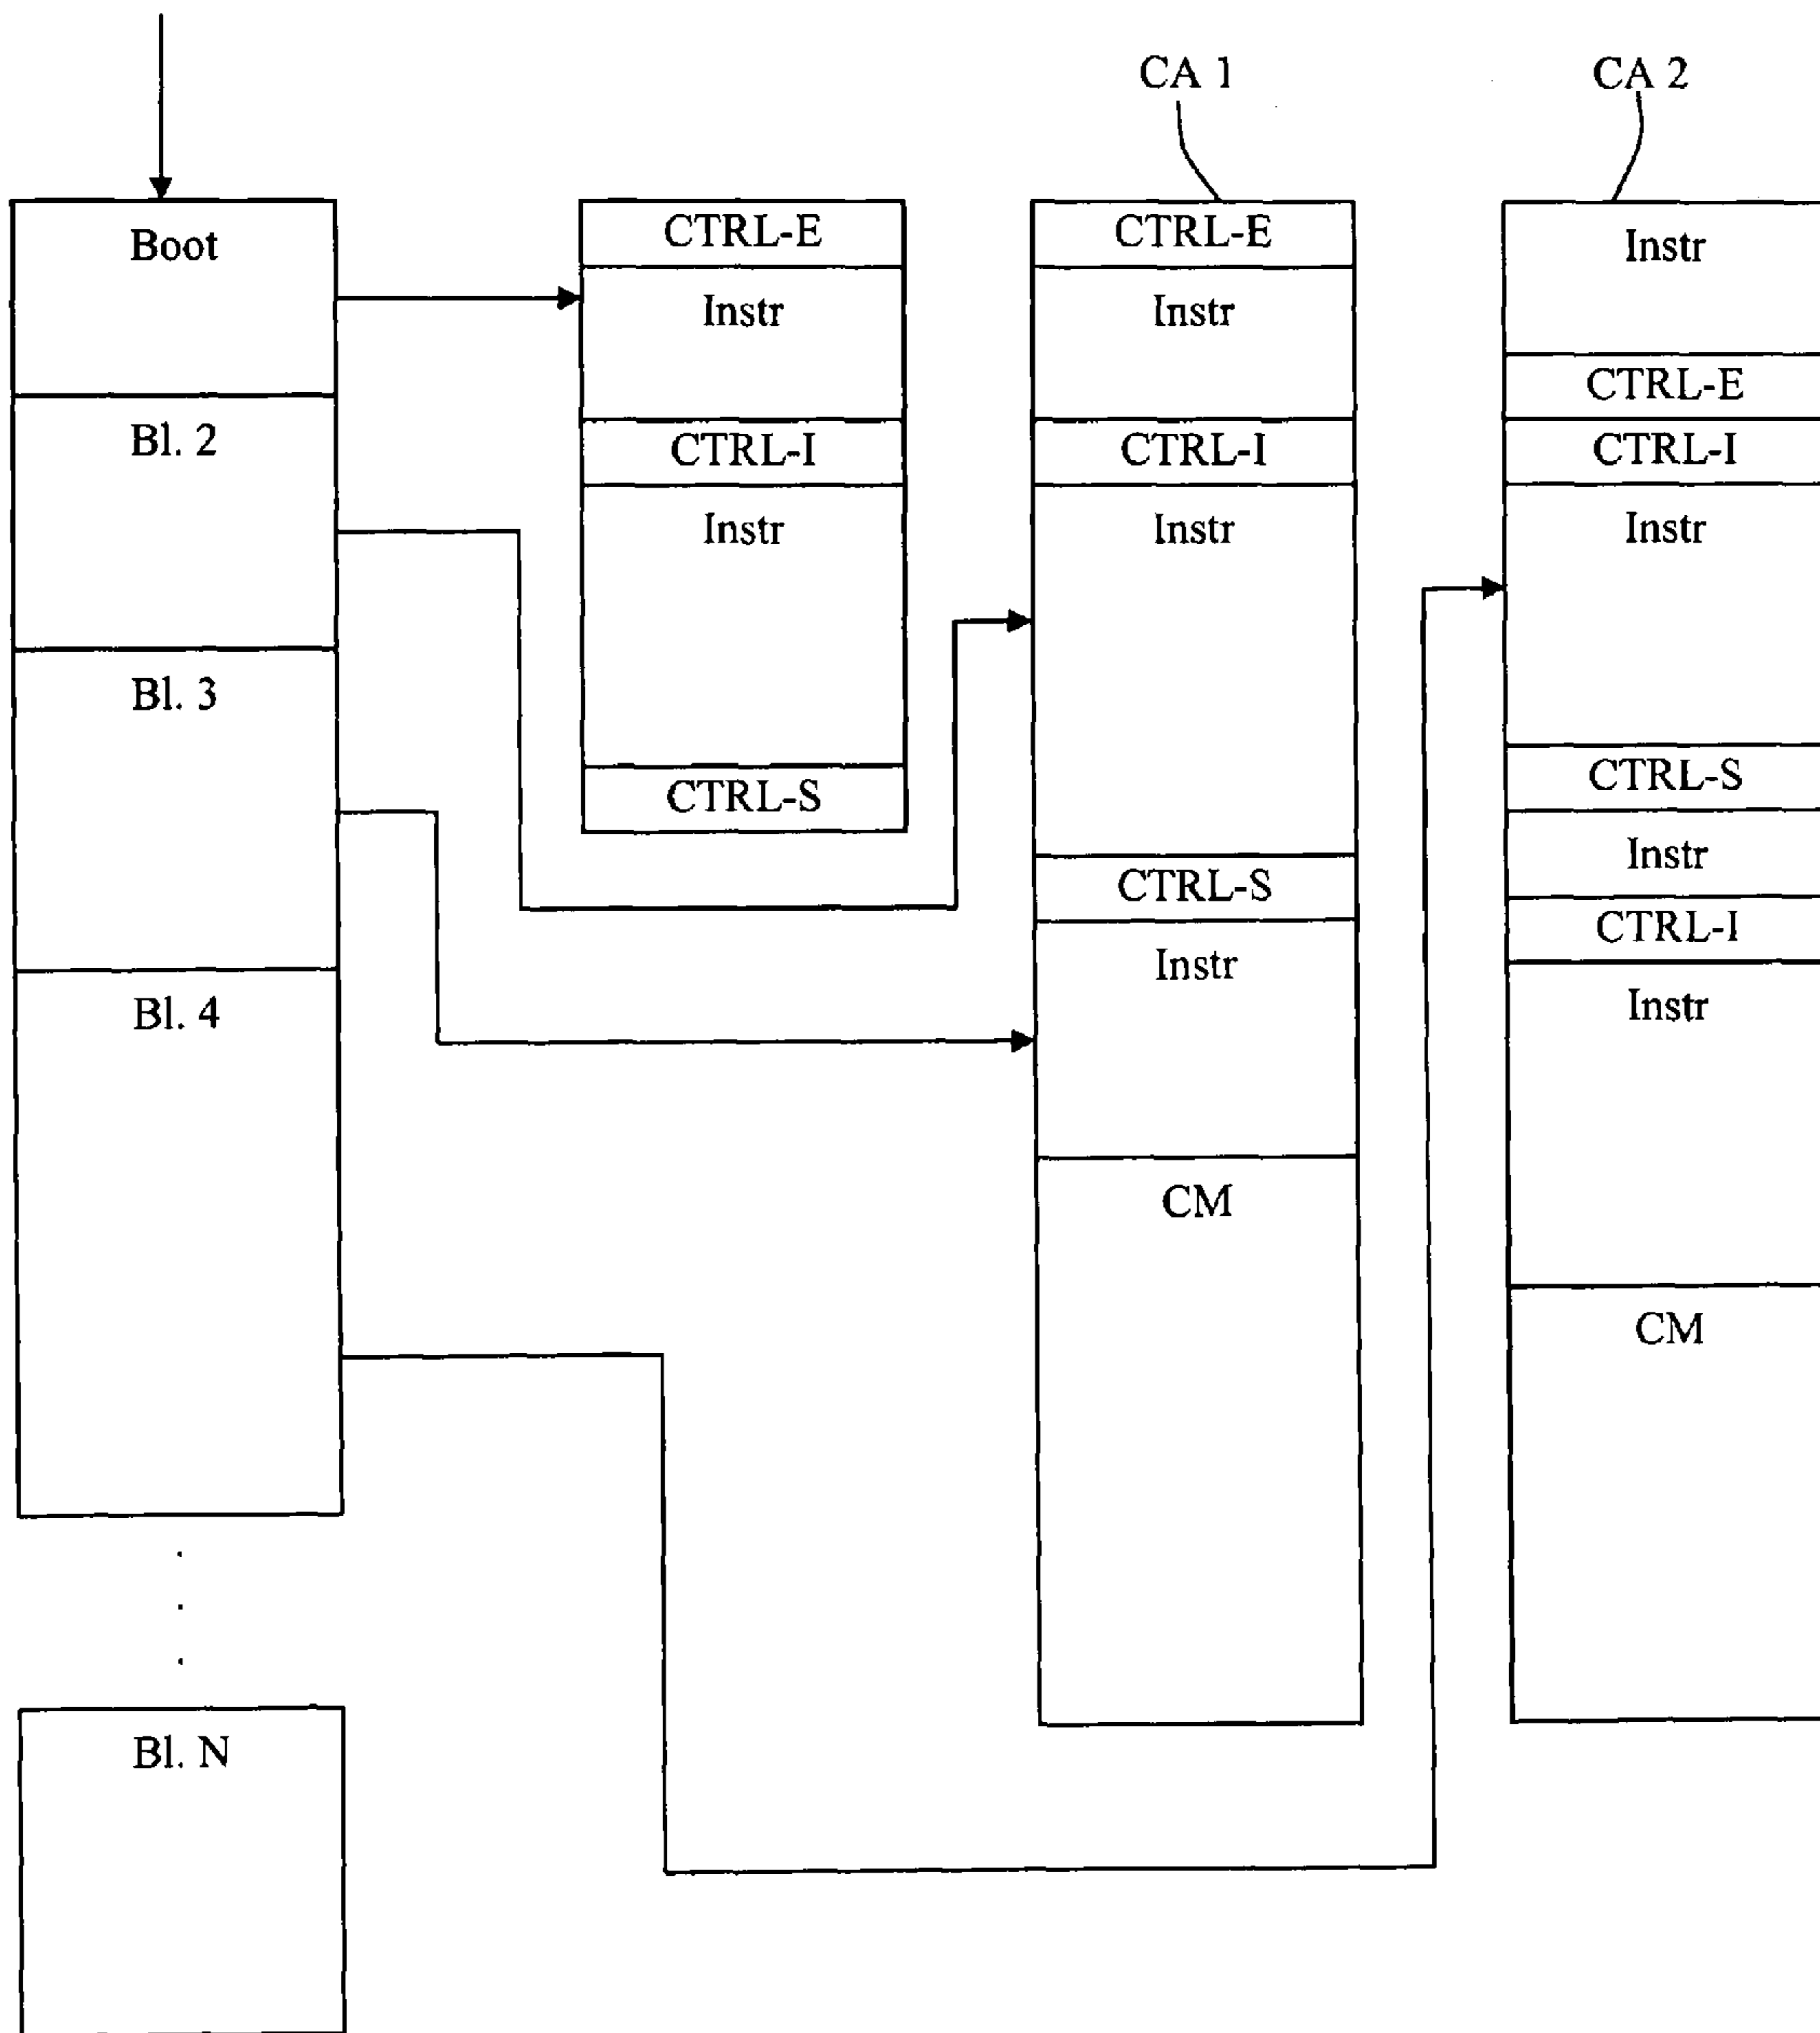 CA 1
CA 2
Boot
Bl. 2
Bl. 3
Bl. 4
Bl. N
CTRL-E
Instr
CTRL-I
Instr
CTRL-S
CTRL-E
Instr
CTRL-I
Instr
CTRL-S
Instr
CM
Instr
CTRL-E
CTRL-I
Instr
CTRL-S
Instr
CTRL-I
Instr
CM